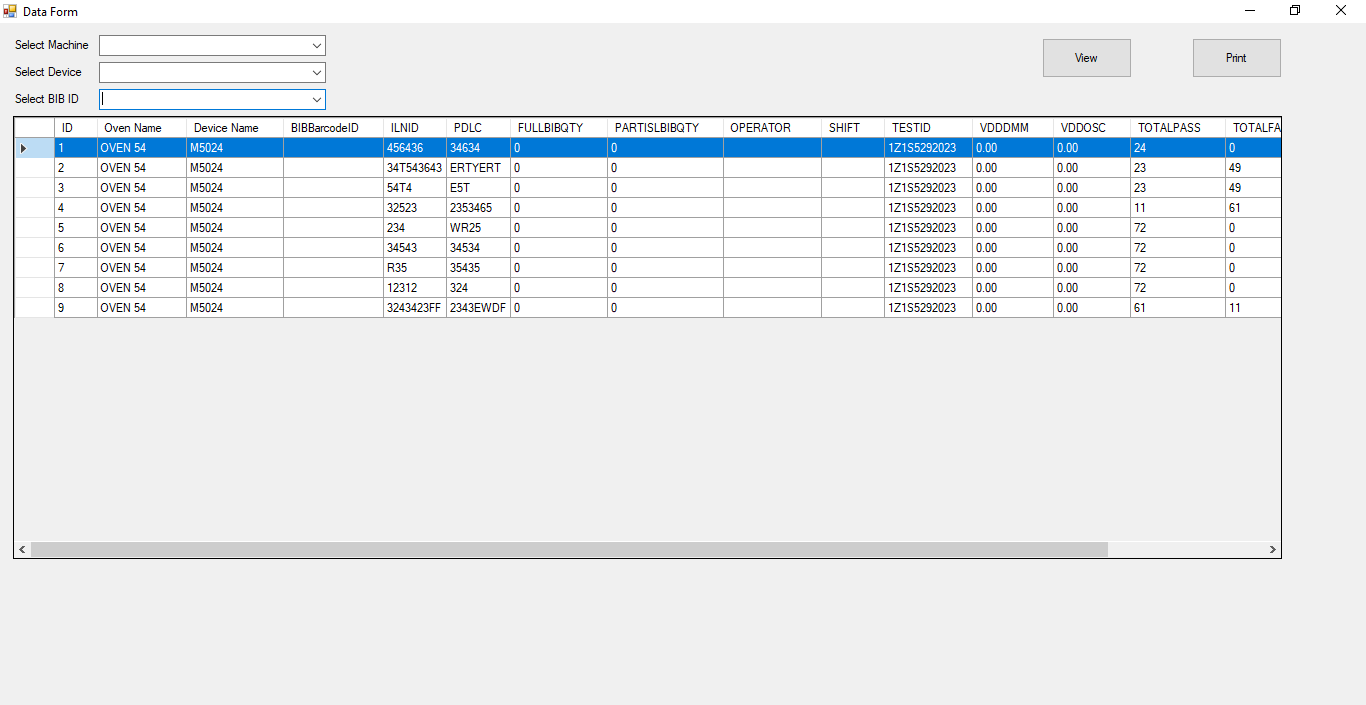 Data Form
Select Machine
View
Print
Select Device
Select BIB ID
ID Oven Name Device Name BIBBarcodeID ILNID PDLC FULLBIBQTY PARTISLBIBQTY OPERATOR SHIFT TESTID VDDDMM VDDOSC TOTALPASS TOTALFA
1 OVEN 54 M5024 456436 34634 0 0 1Z1S5292023 0.00 0.00 24 0
2 OVEN 54 M5024 34T543643 ERTYERT 0 0 1Z1S5292023 0.00 0.00 23 49
3 OVEN 54 M5024 54T4 E5T 0 0 1Z1S5292023 0.00 0.00 23 49
4 OVEN 54 M5024 32523 2353465 0 0 1Z1S5292023 0.00 0.00 11 61
5 OVEN 54 M5024 234 WR25 0 0 1Z1S5292023 0.00 0.00 72 0
6 OVEN 54 M5024 34543 34534 0 0 1Z1S5292023 0.00 0.00 72 0
7 OVEN 54 M5024 R35 35435 0 0 1Z1S5292023 0.00 0.00 72 0
8 OVEN 54 M5024 12312 324 0 0 1Z1S5292023 0.00 0.00 72 0
9 OVEN 54 M5024 3243423FF 2343EWDF 0 0 1Z1S5292023 0.00 0.00 61 11